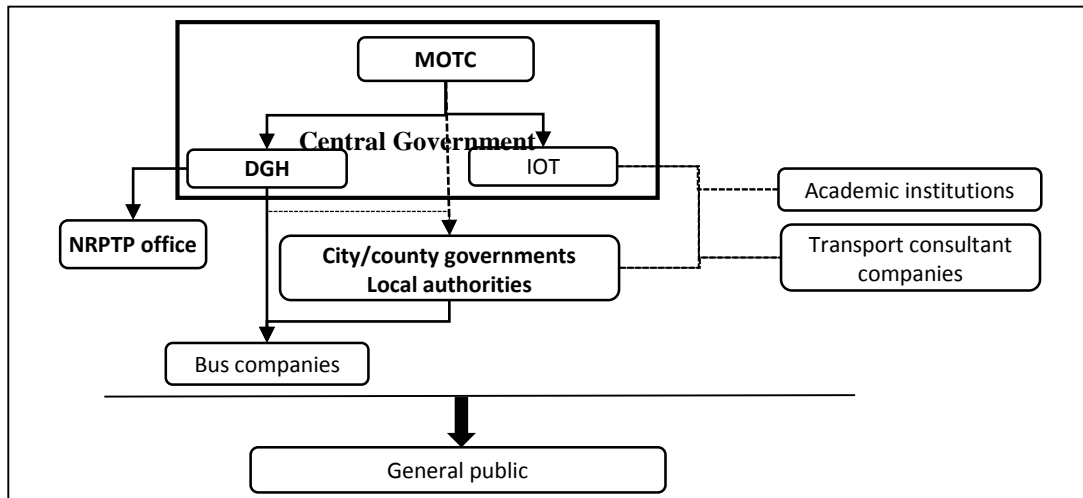 MOTC
Central Government
DGH
IOT
Academic institutions
NRPTP office
City/county governments
Local authorities
Transport consultant
companies
Bus companies
General public